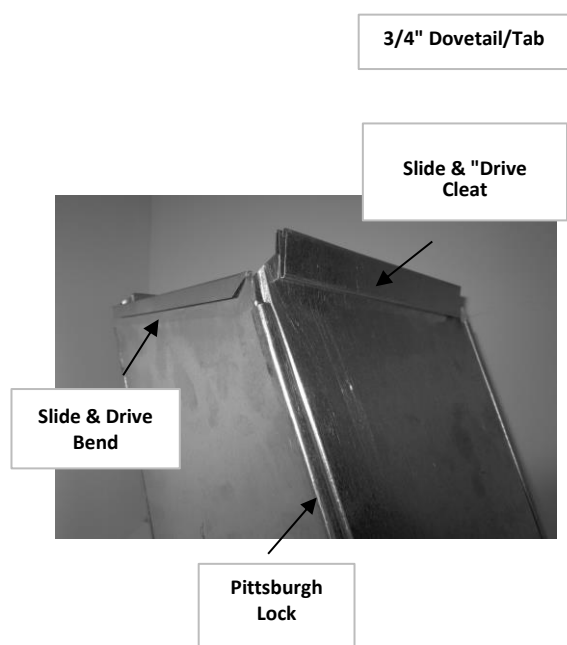 3/4" Dovetail/Tab
Slide & "Drive
Cleat
Slide & Drive
Bend
Pittsburgh
Lock